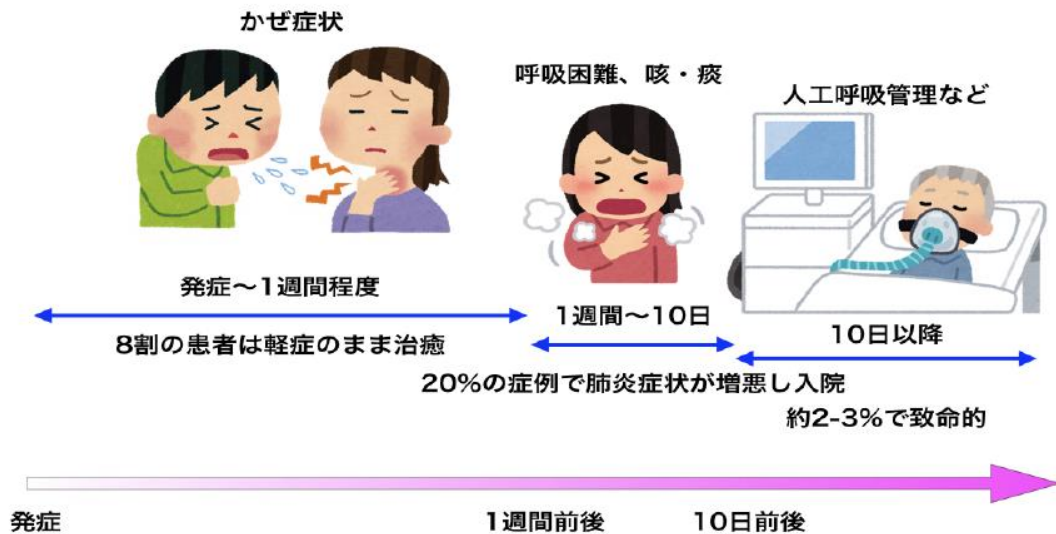 かぜ症状
呼吸困難、咳・痰
人工呼吸管理など
発症〜1週間程度
1週間〜10日
10日以降
8割の患者は軽症のまま治癒
20%の症例で肺炎症状が増悪し入院
約2-3%で致命的
発症
1週間前後
10日前後